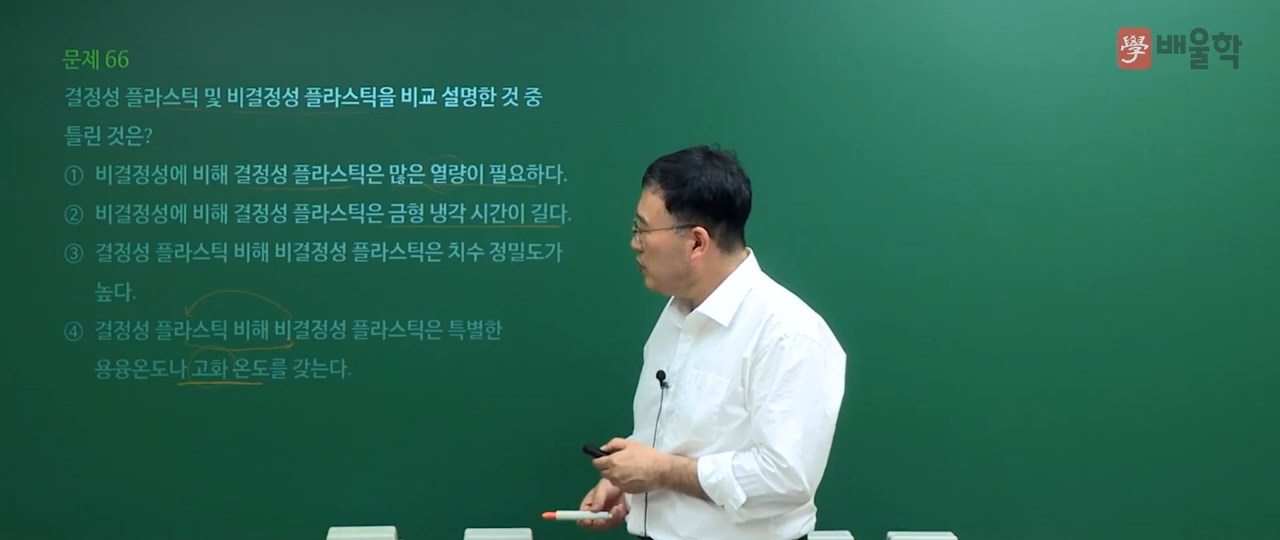 문제 66
學 배울학
결정성 플라스틱 및 비결정성 플라스틱을 비교 설명한 것 중
틀린 것은?
① 비결정성에 비해 결정성 플라스틱은 많은 열량이 필요하다.
② 비결정성에 비해 결정성 플라스틱은 금형 냉각 시간이 길다.
③ 결정성 플라스틱 비해 비결정성 플라스틱은 치수 정밀도가
높다.
④ 결정성 플라스틱 비해 비결정성 플라스틱은 특별한
용융온도나 고화 온도를 갖는다.